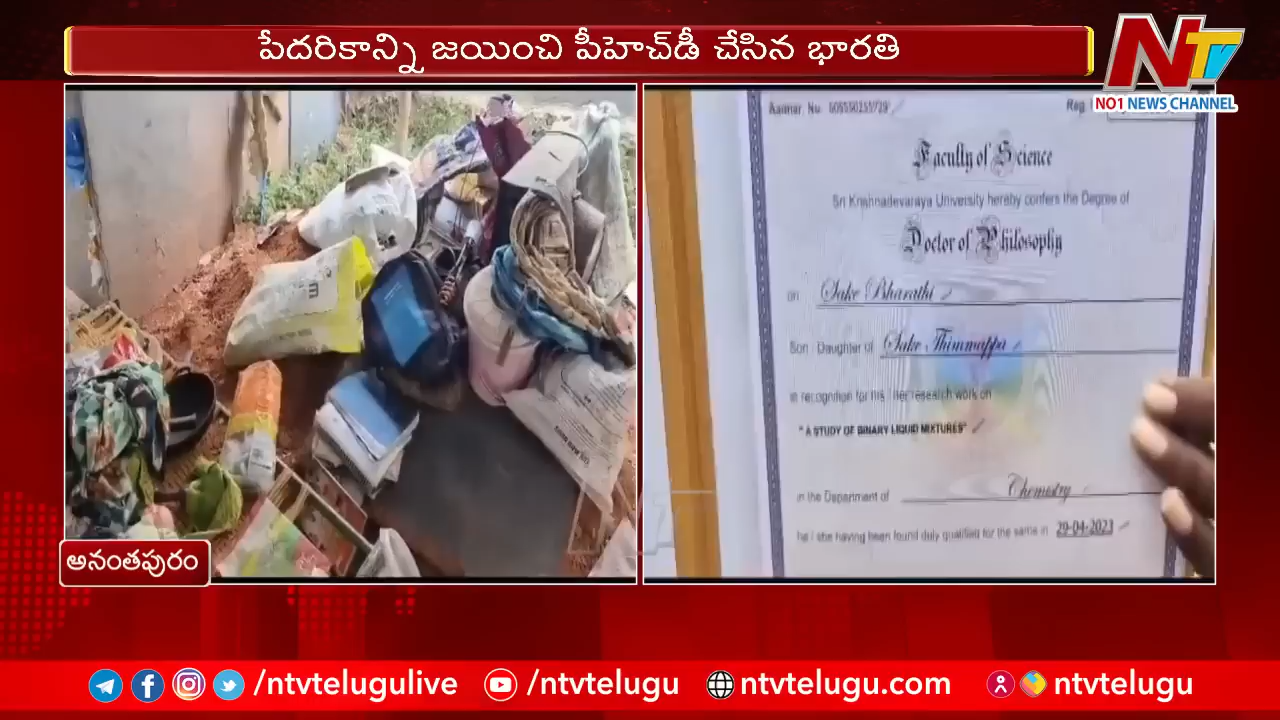 పేదరికాన్ని జయించి పీహెచ్‌డీ చేసిన భారతి
NTV
NO1 NEWS CHANNEL
Reg
Faculty of Science
Sri Krishnadevaraya University hereby confers the Degree of
Doctor of Philosophy
on Sake Bharathi
Son Daughter of Sake Thimmappa
in recognition for his her research work on
"A STUDY OF BINARY LIQUID MIXTURES"
in the Department of Chemistry
he / she having been found duly qualified for the same in 29-04-2023
అనంతపురం
/ntvtelugulive /ntvtelugu ntvtelugu.com ntvtelugu